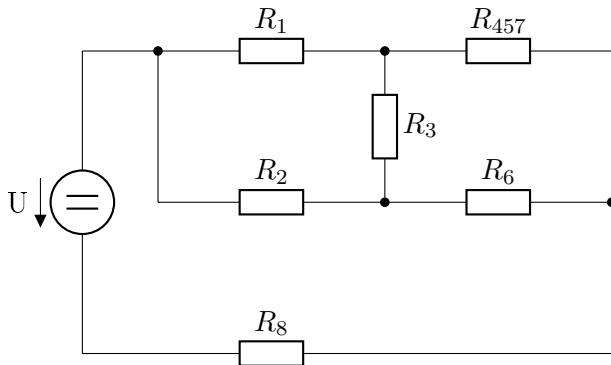 R₁ R₄₅₇
R₃
R₂ R₆
U
R₈